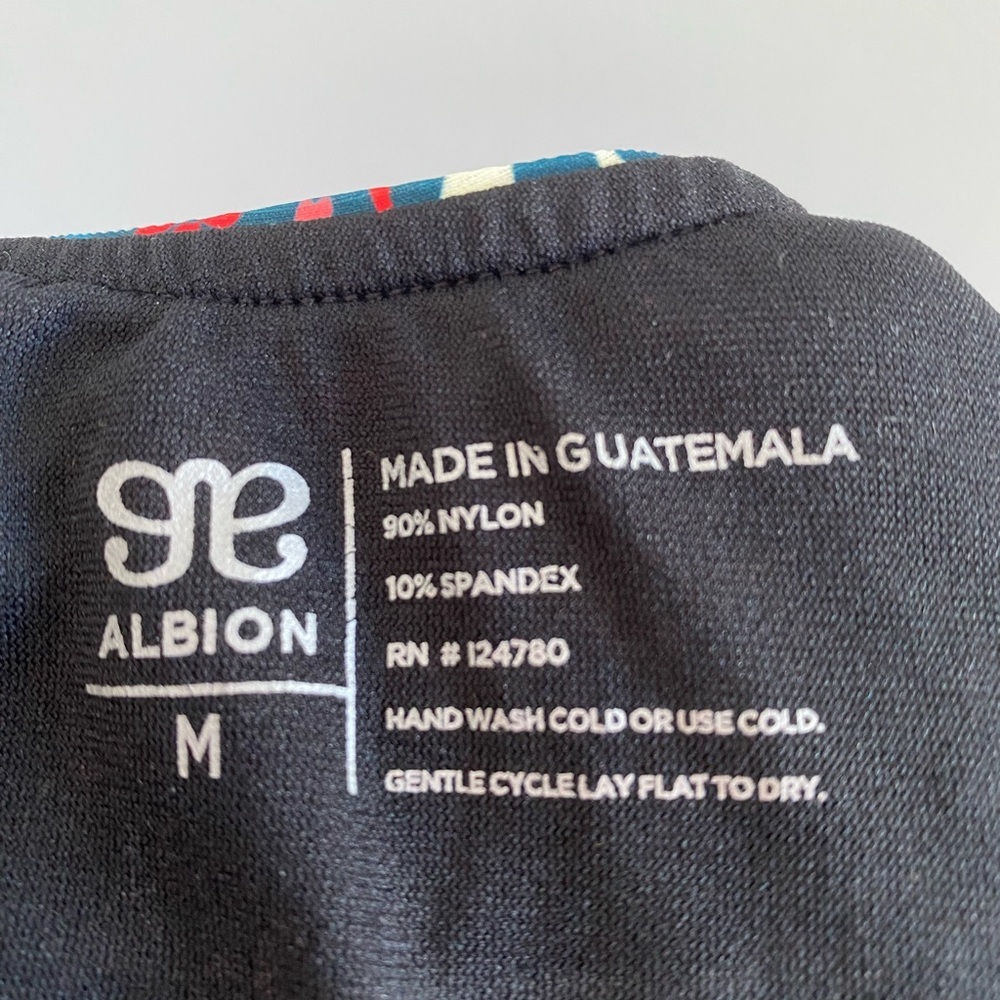 ALBION
M
MADE IN GUATEMALA
90% NYLON
10% SPANDEX
RN # 124780
HAND WASH COLD OR USE COLD.
GENTLE CYCLE LAY FLAT TO DRY.